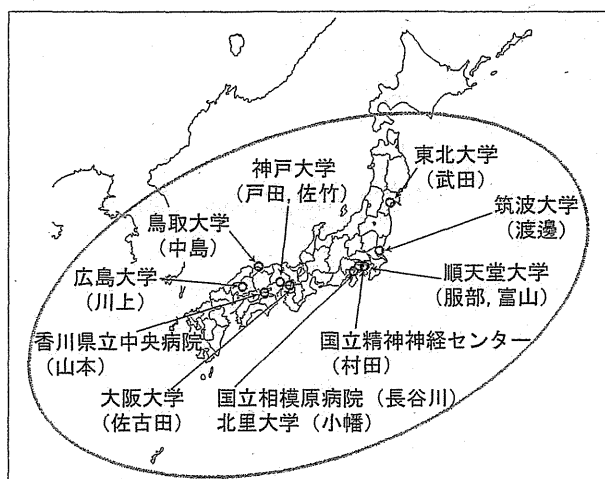 東北大学
(武田)
神戸大学
(戸田, 佐竹)
筑波大学
(渡邊)
鳥取大学
(中島)
広島大学
(川上)
順天堂大学
(服部, 富山)
香川県立中央病院
(山本)
国立精神神経センター
(村田)
大阪大学
(佐古田)
国立相模原病院 (長谷川)
北里大学 (小幡)